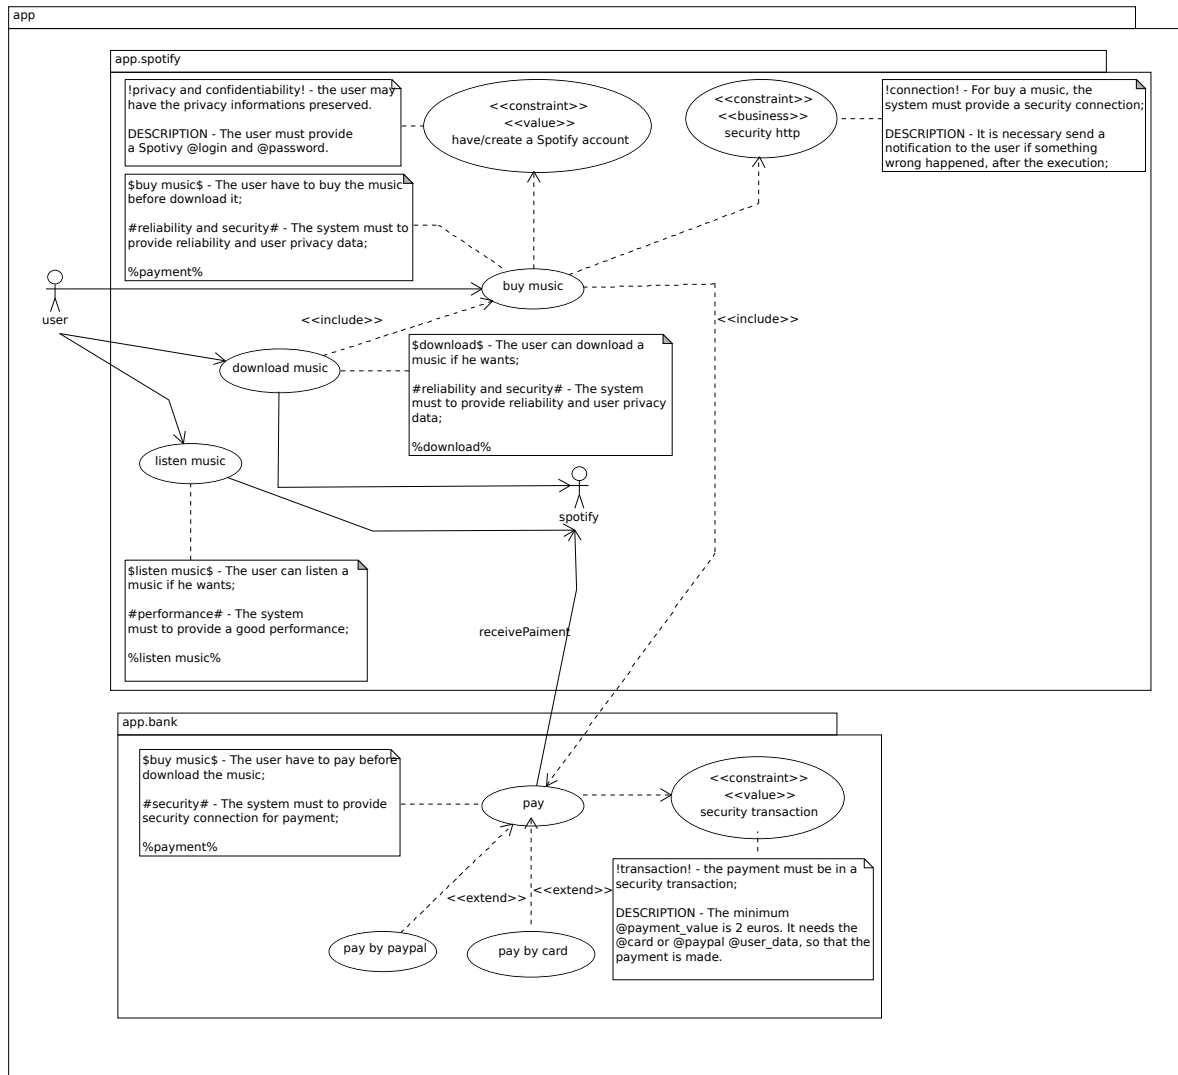 app
app.spotify
!privacy and confidentiability! - the user may
have the privacy informations preserved.
DESCRIPTION - The user must provide
a Spotivy @login and @password.
<<constraint>>
<<value>>
have/create a Spotify account
<<constraint>>
<<business>>
security http
!connection! - For buy a music, the
system must provide a security connection;
DESCRIPTION - It is necessary send a
notification to the user if something
wrong happened, after the execution;
$buy music$ - The user have to buy the music
before download it;
#reliability and security# - The system must to
provide reliability and user privacy data;
%payment%
buy music
user
<<include>>
<<include>>
download music
$download$ - The user can download a
music if he wants;
#reliability and security# - The system
must to provide reliability and user privacy
data;
%download%
listen music
spotify
$listen music$ - The user can listen a
music if he wants;
#performance# - The system
must to provide a good performance;
%listen music%
receivePaiment
app.bank
$buy music$ - The user have to pay before
download the music;
#security# - The system must to provide
security connection for payment;
%payment%
pay
<<constraint>>
<<value>>
security transaction
<<extend>>
<<extend>>
!transaction! - the payment must be in a
security transaction;
DESCRIPTION - The minimum
@payment_value is 2 euros. It needs the
@card or @paypal @user_data, so that the
payment is made.
pay by paypal
pay by card